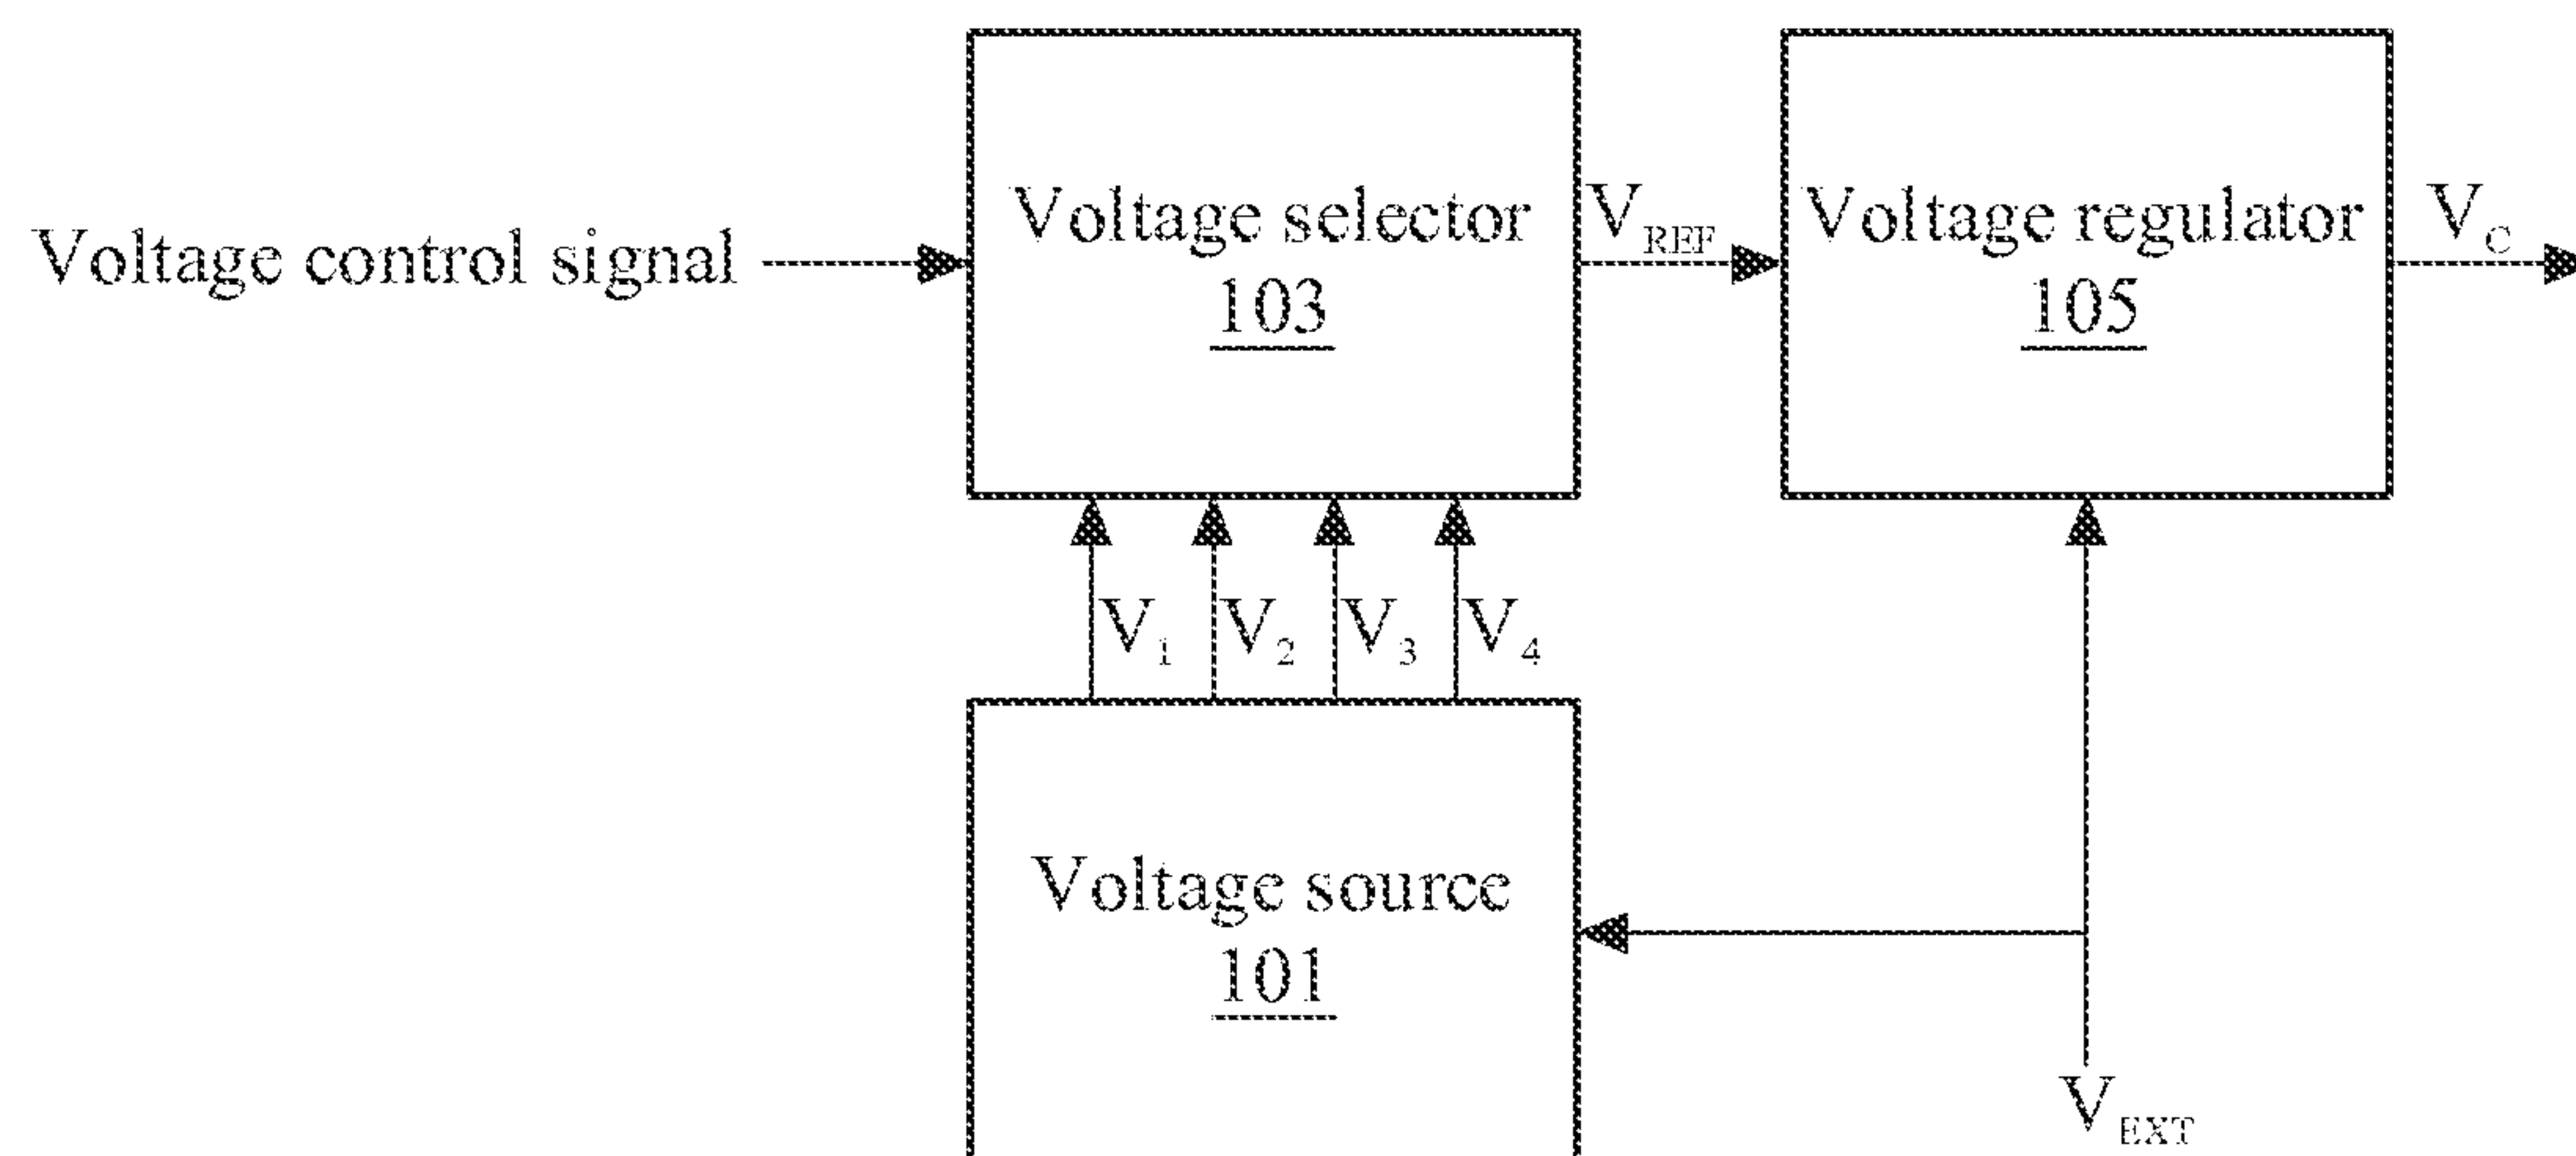 Voltage control signal
Voltage selector
103
V_REF
Voltage regulator
105
V_C
V_1
V_2
V_3
V_4
Voltage source
101
V_EXT